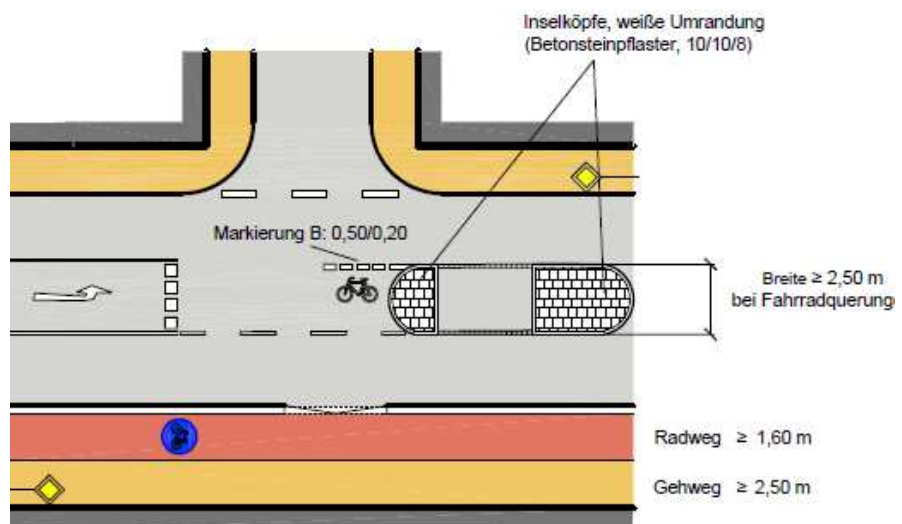 Inselköpfe, weiße Umrandung
(Betonsteinpflaster, 10/10/8)
Markierung B: 0,50/0,20
Breite ≥ 2,50 m
bei Fahrradquerung
Radweg ≥ 1,60 m
Gehweg ≥ 2,50 m